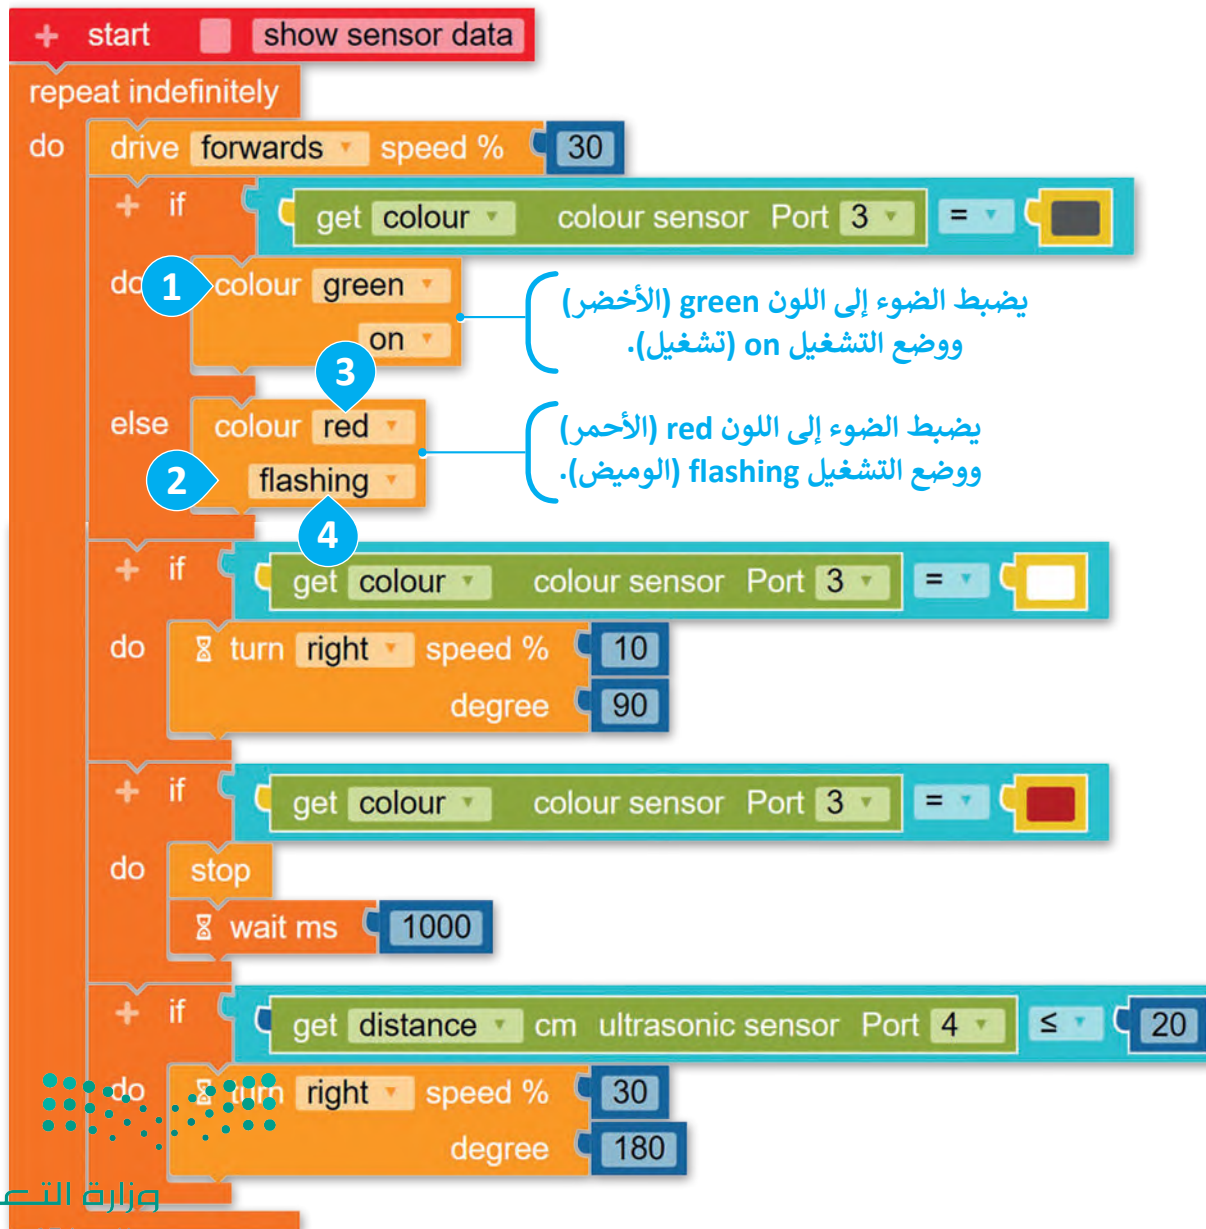 + start show sensor data
repeat indefinitely
do drive forwards speed % 30
+ if get colour colour sensor Port 3 =
do 1 colour green
on
يضبط الضوء إلى اللون green (الأخضر)
ووضع التشغيل on (تشغيل).
3
else colour red
2 flashing
يضبط الضوء إلى اللون red (الأحمر)
ووضع التشغيل flashing (الوميض).
4
+ if get colour colour sensor Port 3 =
do turn right speed % 10
degree 90
+ if get colour colour sensor Port 3 =
do stop
wait ms 1000
+ if get distance cm ultrasonic sensor Port 4 ≤ 20
do turn right speed % 30
degree 180
وزارة